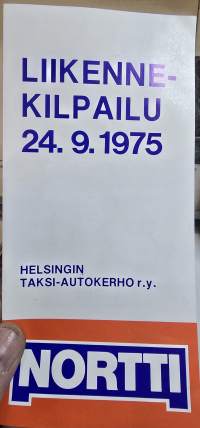 LIIKENNE-
KILPAILU
24. 9. 1975
HELSINGIN
TAKSI-AUTOKERHO r.y.
NORTTI